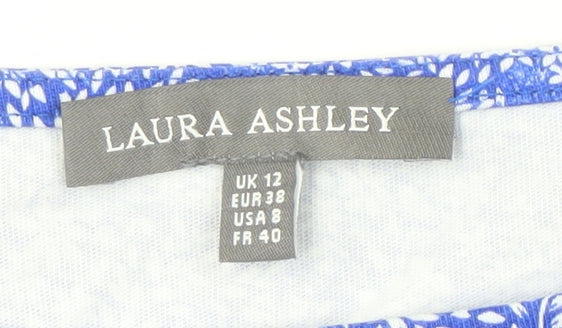 LAURA ASHLEY
UK 12
EUR 38
USA 8
FR 40